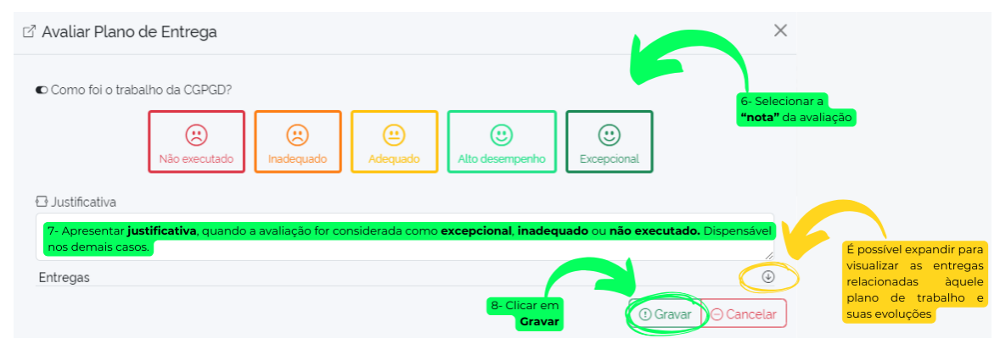 Avaliar Plano de Entrega
Como foi o trabalho da CGPGD?
6- Selecionar a
“nota” da avaliação
Não executado
Inadequado
Adequado
Alto desempenho
Excepcional
Justificativa
7- Apresentar justificativa, quando a avaliação for considerada como excepcional, inadequado ou não executado. Dispensável
nos demais casos.
Entregas
É possível expandir para
visualizar as entregas
relacionadas àquele
plano de trabalho e
suas evoluções
8- Clicar em
Gravar
Gravar
Cancelar